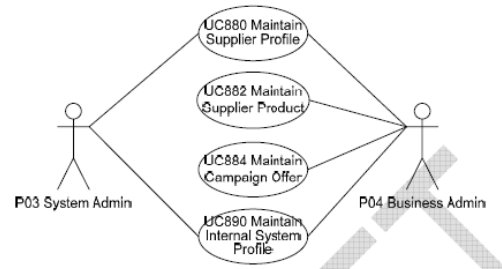 UC880 Maintain
Supplier Profile
UC882 Maintain
Supplier Product
UC884 Maintain
Campaign Offer
P03 System Admin
P04 Business Admin
UC890 Maintain
Internal System
Profile